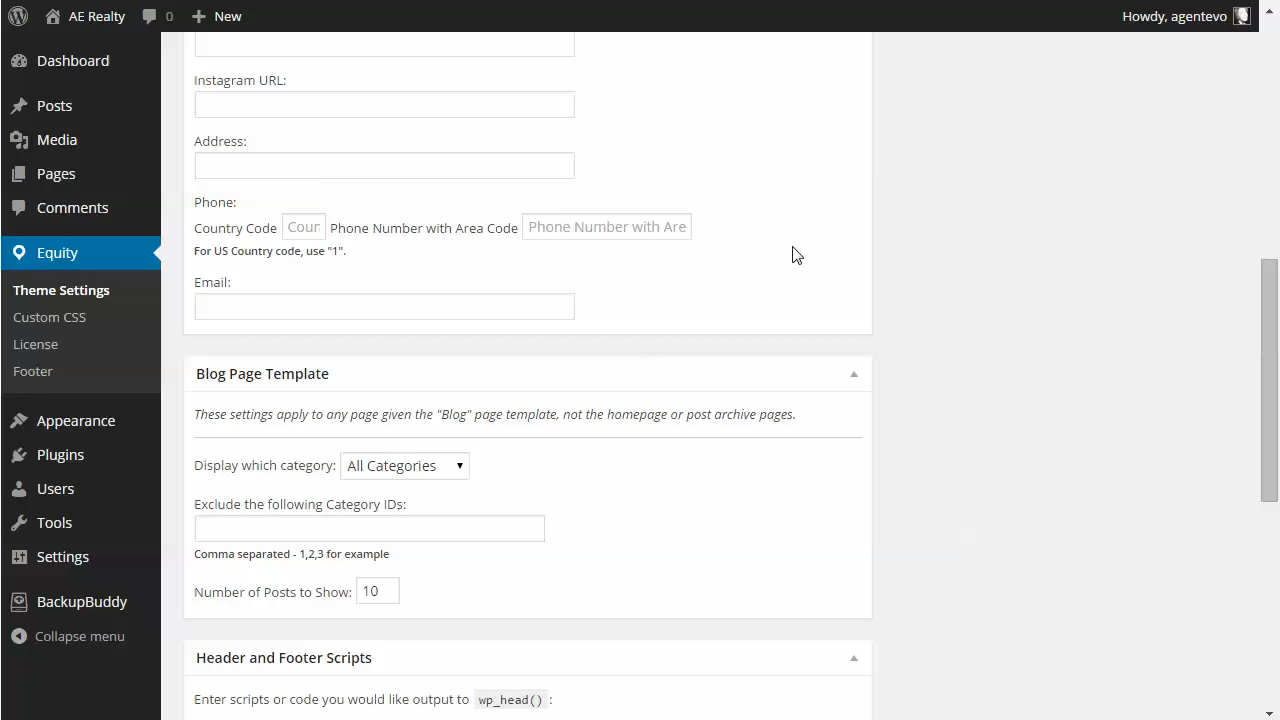 AE Realty 0 New Howdy, agentevo
Dashboard
Posts
Media
Pages
Comments
Equity
Theme Settings
Custom CSS
License
Footer
Appearance
Plugins
Users
Tools
Settings
BackupBuddy
Collapse menu
Instagram URL:
Address:
Phone:
Country Code Coun Phone Number with Area Code Phone Number with Are
For US Country code, use "1".
Email:
Blog Page Template
These settings apply to any page given the "Blog" page template, not the homepage or post archive pages.
Display which category: All Categories
Exclude the following Category IDs:
Comma separated - 1,2,3 for example
Number of Posts to Show: 10
Header and Footer Scripts
Enter scripts or code you would like output to wp_head() :